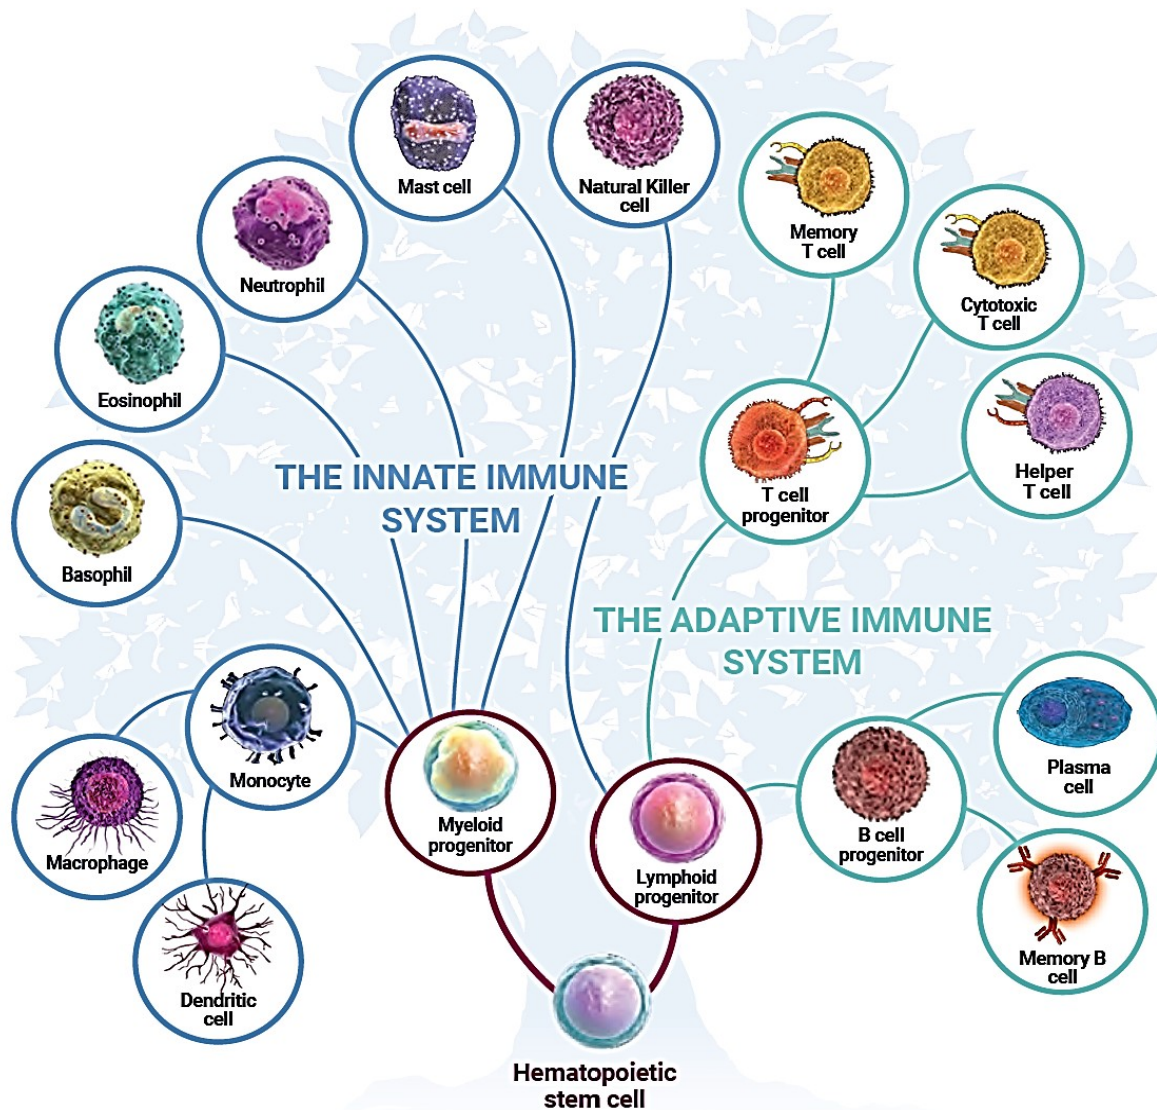 Mast cell
Natural Killer
cell
Memory
T cell
Neutrophil
Cytotoxic
T cell
Eosinophil
Helper
T cell
THE INNATE IMMUNE
SYSTEM
T cell
progenitor
Basophil
THE ADAPTIVE IMMUNE
SYSTEM
Monocyte
Plasma
cell
Myeloid
progenitor
B cell
progenitor
Macrophage
Lymphoid
progenitor
Memory B
cell
Dendritic
cell
Hematopoietic
stem cell